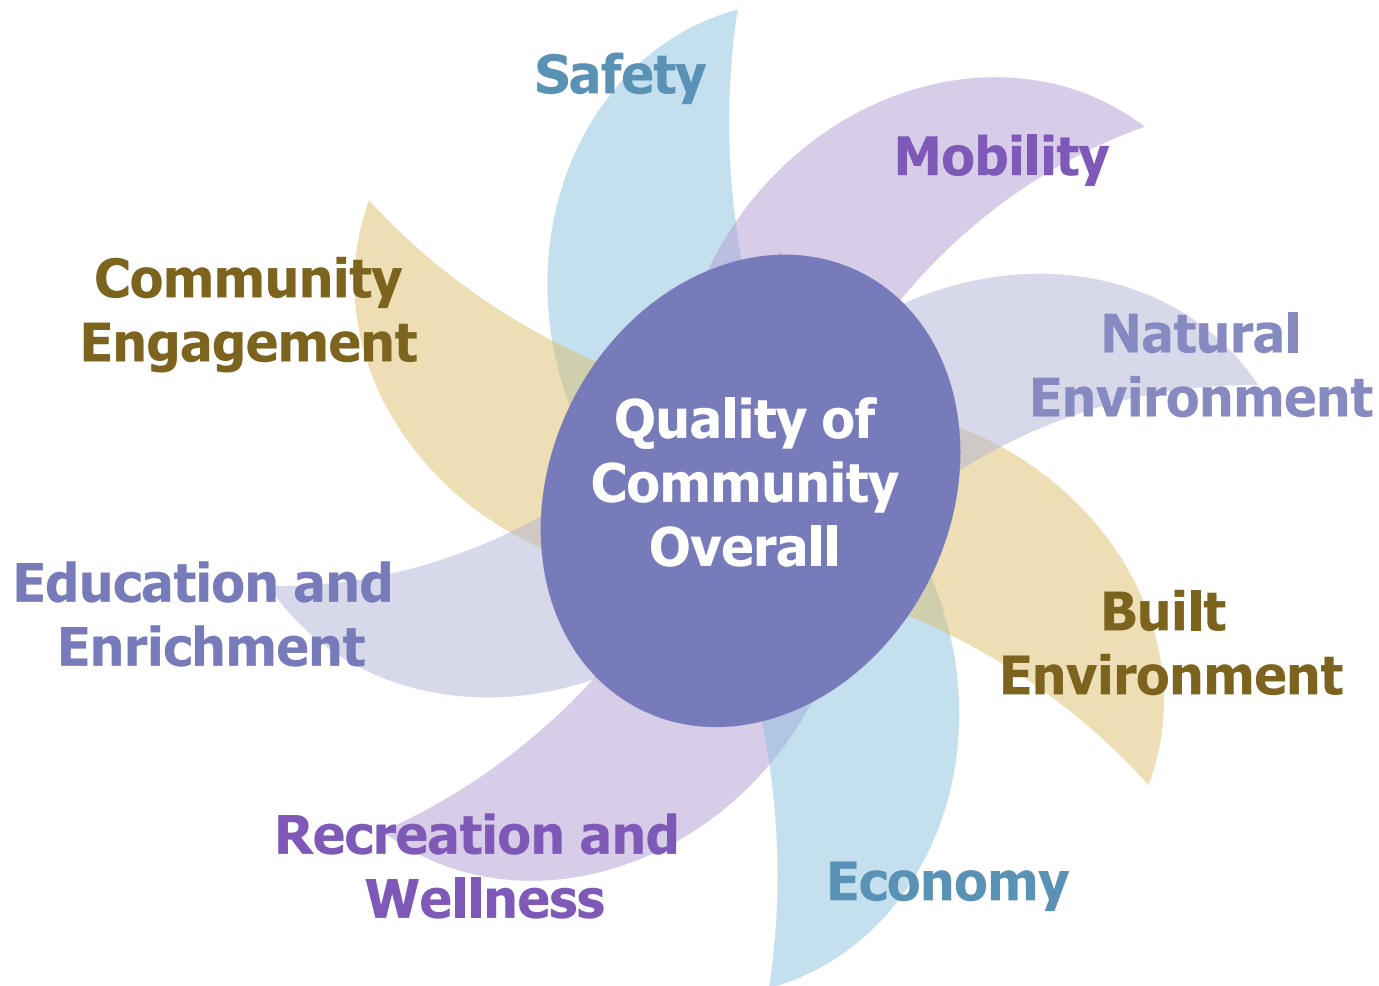 Safety
Mobility
Natural
Environment
Built
Environment
Economy
Recreation and
Wellness
Education and
Enrichment
Community
Engagement
Quality of
Community
Overall